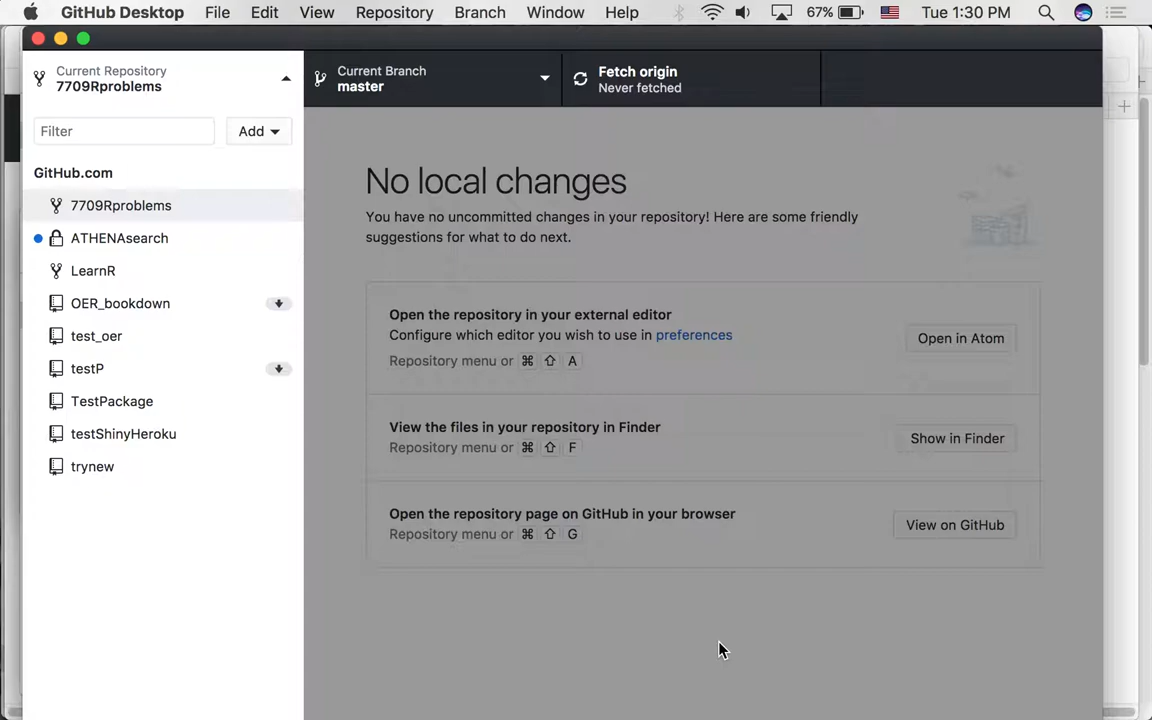 GitHub Desktop File Edit View Repository Branch Window Help 67% Tue 1:30 PM
Current Repository
7709Rproblems
Current Branch
master
Fetch origin
Never fetched
Filter
Add
GitHub.com
7709Rproblems
ATHENAsearch
LearnR
OER_bookdown
test_oer
testP
TestPackage
testShinyHeroku
trynew
No local changes
You have no uncommitted changes in your repository! Here are some friendly
suggestions for what to do next.
Open the repository in your external editor
Configure which editor you wish to use in preferences
Repository menu or ⌘ ⇧ A
Open in Atom
View the files in your repository in Finder
Repository menu or ⌘ ⇧ F
Show in Finder
Open the repository page on GitHub in your browser
Repository menu or ⌘ ⇧ G
View on GitHub